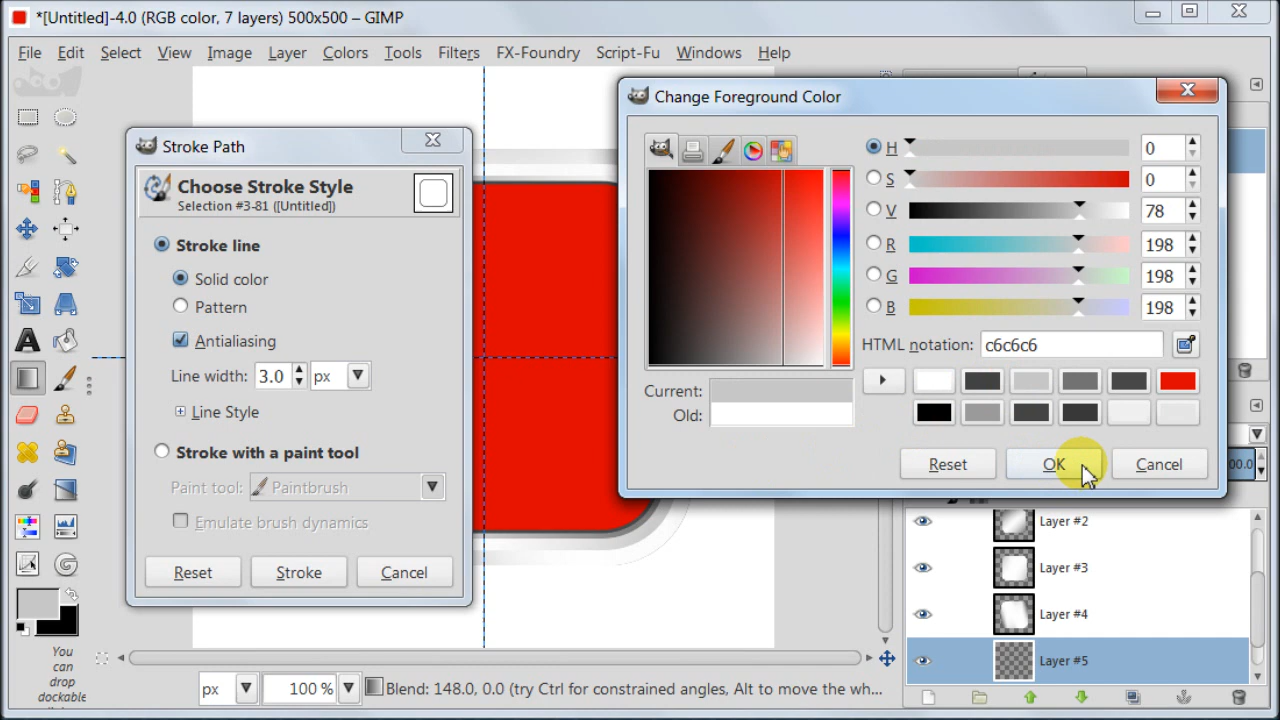 *[Untitled]-4.0 (RGB color, 7 layers) 500x500 – GIMP
File Edit Select View Image Layer Colors Tools Filters FX-Foundry Script-Fu Windows Help
Change Foreground Color
Stroke Path
Choose Stroke Style
Selection #3-81 ([Untitled])
Stroke line
Solid color
Pattern
Antialiasing
Line width: 3.0 px
Line Style
Stroke with a paint tool
Paint tool: Paintbrush
Emulate brush dynamics
Reset Stroke Cancel
H 0
S 0
V 78
R 198
G 198
B 198
HTML notation: c6c6c6
Current:
Old:
Reset OK Cancel
00.0
Layer #2
Layer #3
Layer #4
Layer #5
You
can
drop
dockable
px 100 % Blend: 148.0, 0.0 (try Ctrl for constrained angles, Alt to move the wh...